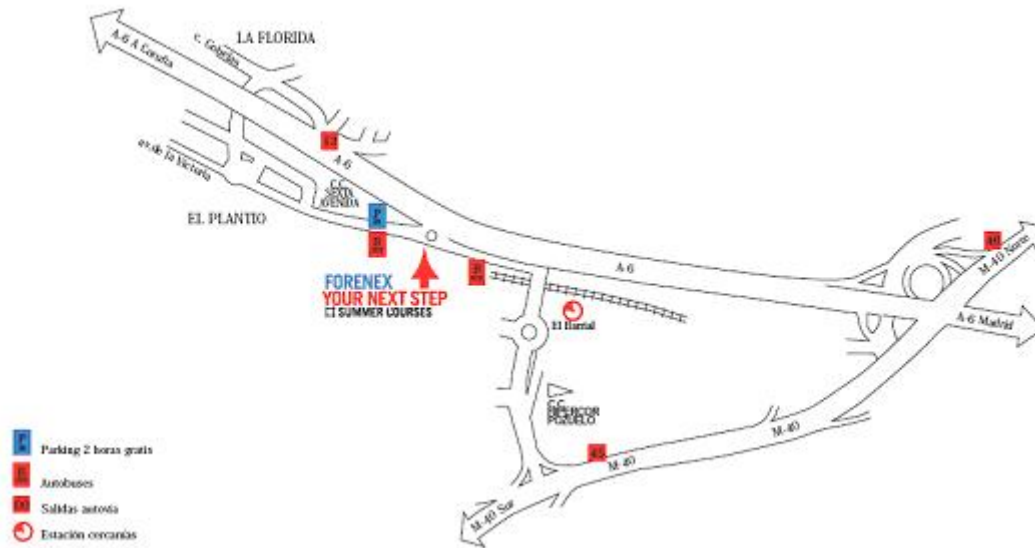 LA FLORIDA
A-6 A Coruña
A-6
av.de la Victoria
C.C.
SEXTA
AVENIDA
P
EL PLANTIO
B
B
A-6
M-40 Norte
A-6 Madrid
FORENEX
YOUR NEXT STEP
SUMMER COURSES
El Barrial
C.C.
HIPERCOR
POZUELO
M-40
M-40
M-40 Sur
P
Parking 2 horas gratis
B
Autobuses
Salidas autovia
Estación cercanías